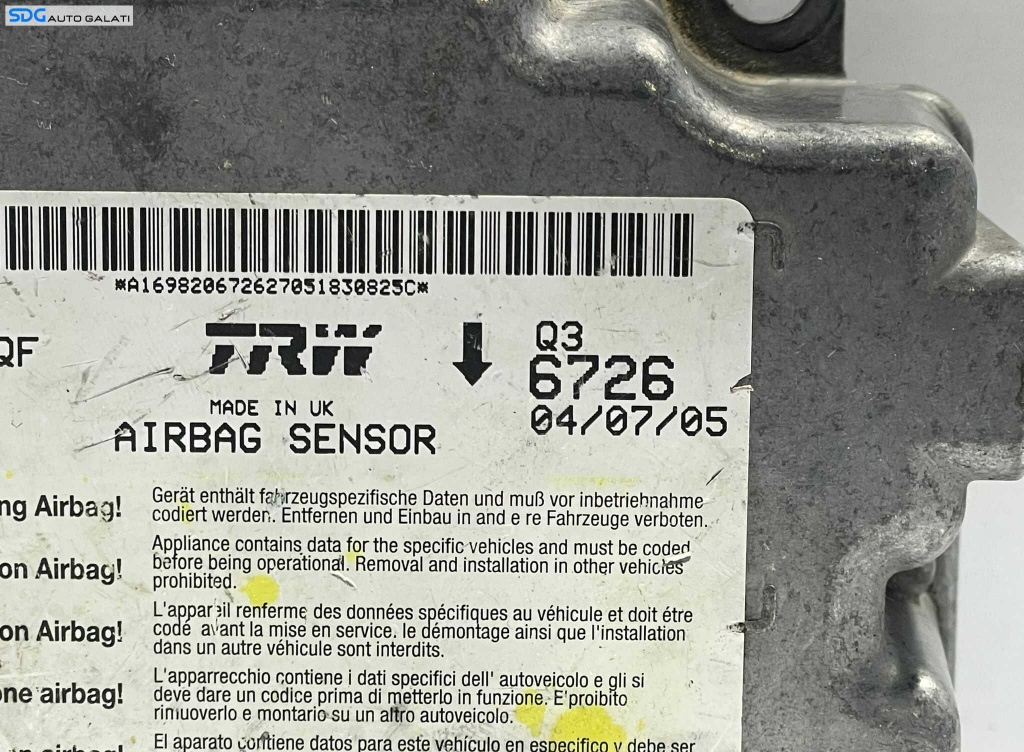 SDG AUTO GALATI
*A169820672627051830825C*
QF
TRW
Q3
6726
MADE IN UK
04/07/05
AIRBAG SENSOR
ng Airbag!
Gerät enthält fahrzeugspezifische Daten und muß vor inbetriehnahme
codiert werden. Entfernen und Einbau in and e re Fahrzeuge verboten.
on Airbag!
Appliance contains data for the specific vehicles and must be coded
before being operational. Removal and installation in other vehicles
prohibited.
on Airbag!
L'appareil renferme des données spécifiques au véhicule et doit étre
codé avant la mise en service. le démontage ainsi que l'installation
dans un autre véhicule sont interdits.
one airbag!
L'apparrecchio contiene i dati specifici dell' autoveicolo e gli si
deve dare un codice prima di metterlo in funzione. E'proibito
rimuoverlo e montario su un altro autoveicolo.
airbag!
El aparato contiene datos para este vehículo en especifico y debe ser